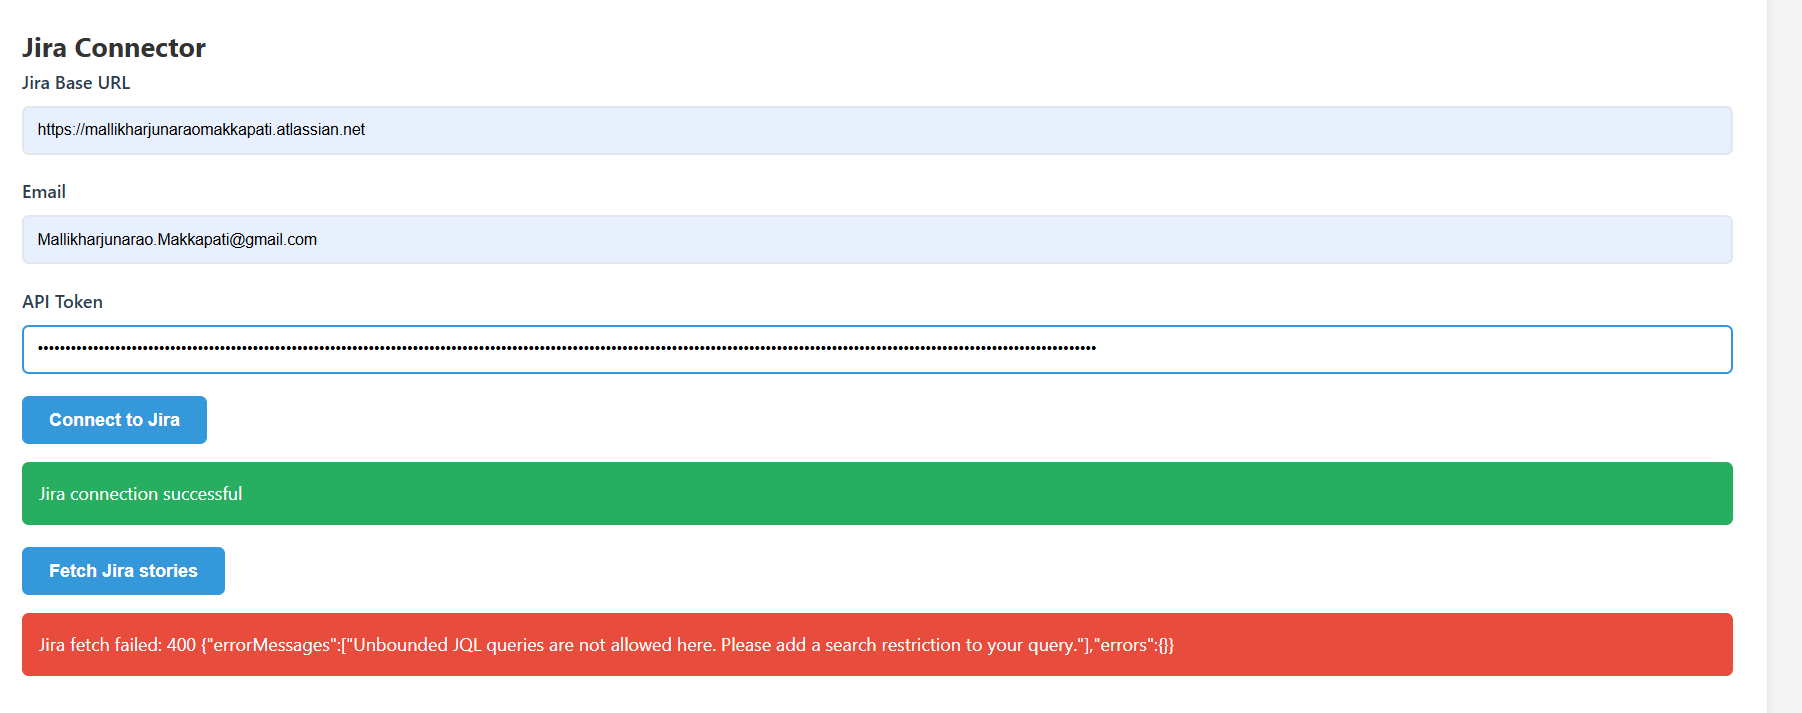 Jira Connector
Jira Base URL
https://mallikharjunaraomakkapati.atlassian.net
Email
Mallikharjunarao.Makkapati@gmail.com
API Token
Connect to Jira
Jira connection successful
Fetch Jira stories
Jira fetch failed: 400 {"errorMessages":["Unbounded JQL queries are not allowed here. Please add a search restriction to your query."],"errors":{}}